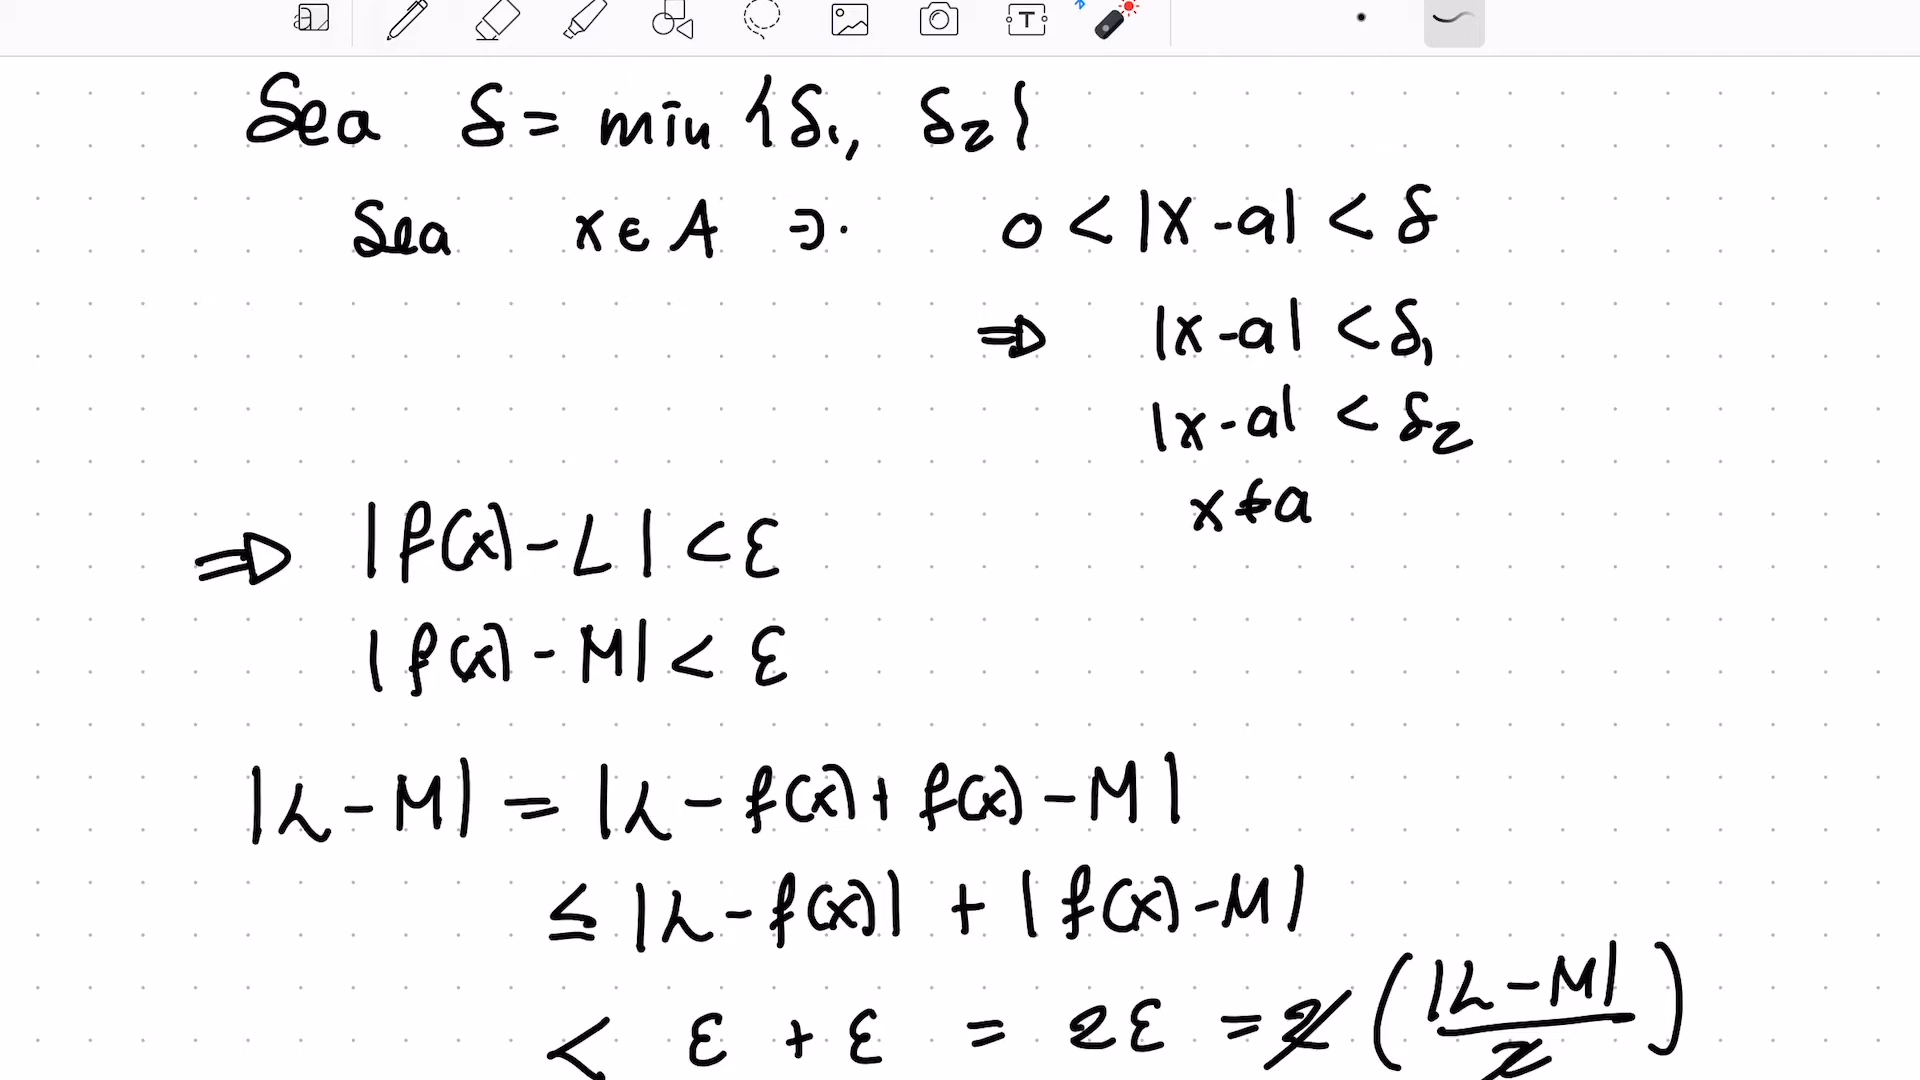 Sea δ = min {δ₁, δ₂}
Sea x ∈ A ∋· 0 < |x - a| < δ
⇒ |x - a| < δ₁
|x - a| < δ₂
x ≠ a
⇒ |f(x) - L| < ε
|f(x) - M| < ε
|L - M| = |L - f(x) + f(x) - M|
≤ |L - f(x)| + |f(x) - M|
< ε + ε = 2ε = 2 (|L - M| / 2)